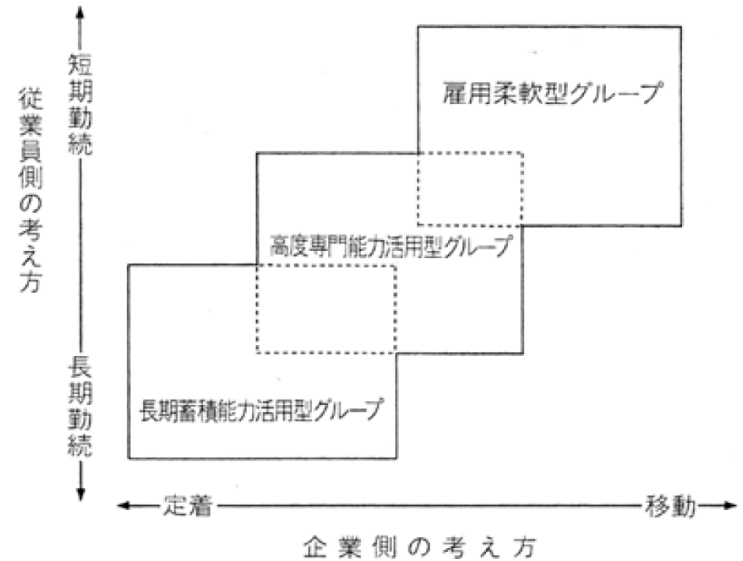 従業員側の考え方
短期勤続
長期勤続
雇用柔軟型グループ
高度専門能力活用型グループ
長期蓄積能力活用型グループ
定着
移動
企業側の考え方